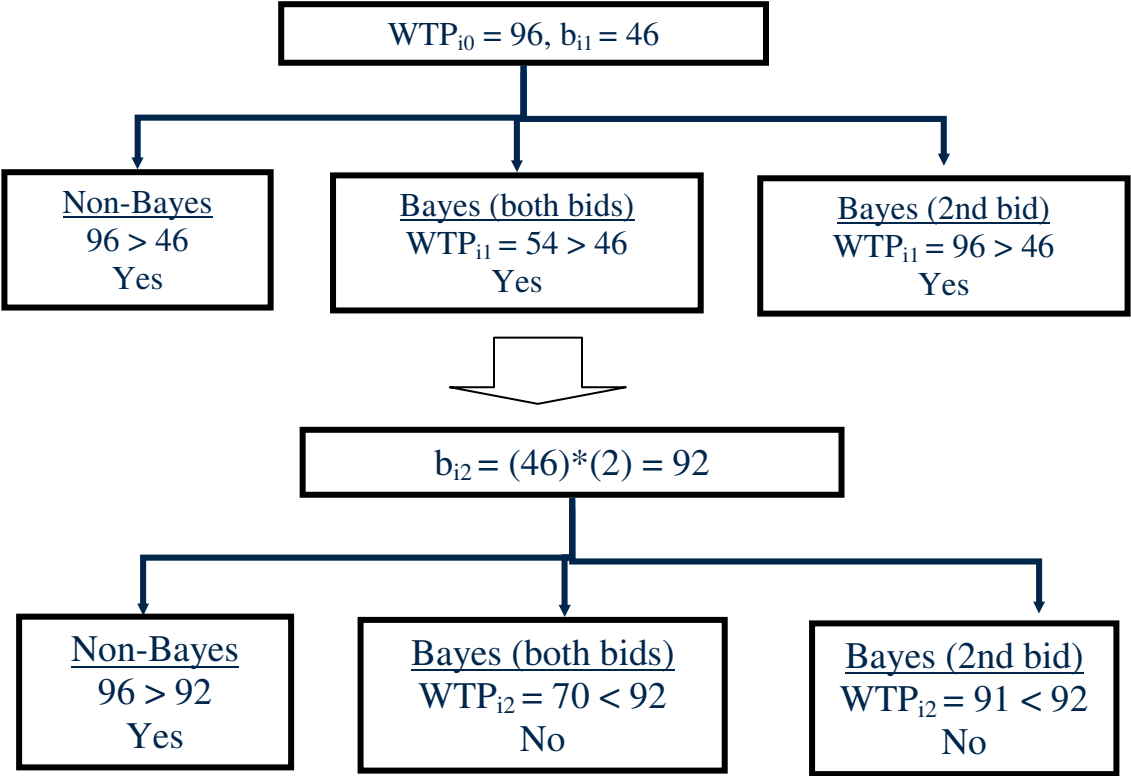 WTPi0 = 96, bi1 = 46
Non-Bayes
96 > 46
Yes
Bayes (both bids)
WTPi1 = 54 > 46
Yes
Bayes (2nd bid)
WTPi1 = 96 > 46
Yes
bi2 = (46)*(2) = 92
Non-Bayes
96 > 92
Yes
Bayes (both bids)
WTPi2 = 70 < 92
No
Bayes (2nd bid)
WTPi2 = 91 < 92
No